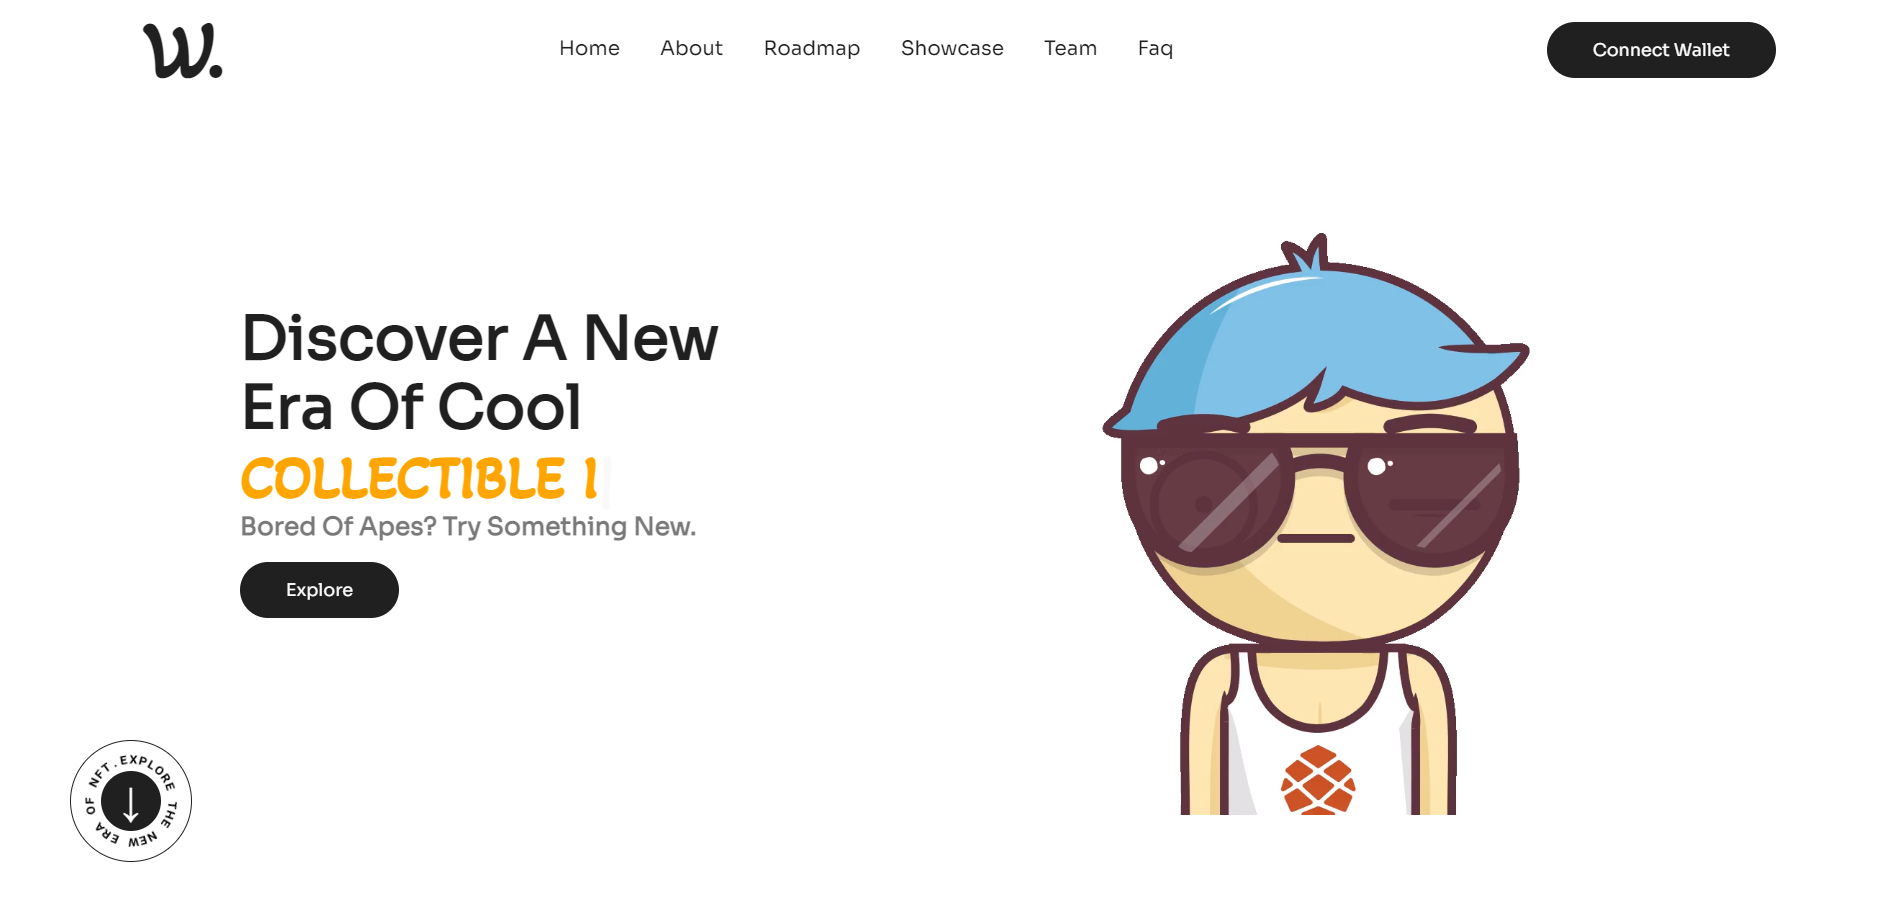 W.
Home
About
Roadmap
Showcase
Team
Faq
Connect Wallet
Discover A New
Era Of Cool
COLLECTIBLE I
Bored Of Apes? Try Something New.
Explore
EXPLORE THE NEW ERA OF NFT.